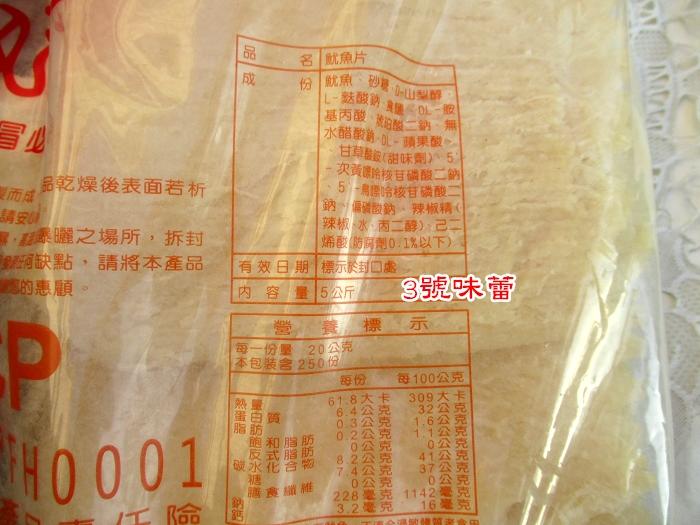 品名 魷魚片
成份 魷魚、砂糖、D-山梨醇、
L-麩酸鈉、食鹽、DL-胺
基丙酸、琥珀酸二鈉、無
水醋酸鈉、DL-蘋果酸、
甘草酸銨(甜味劑)、5'
-次黃嘌呤核苷磷酸二鈉
、5'-鳥嘌呤核苷磷酸二
鈉、偏磷酸鈉、辣椒精(
辣椒、水、丙二醇)、己二
烯酸(防腐劑0.1%以下)
有效日期 標示於封口處
內容量 5公斤
3號味蕾
營養標示
每一份量 20公克
本包裝含250份
每份 每100公克
熱量 61.8大卡 309大卡
蛋白質 6.4公克 32公克
脂肪 0.3公克 1.6公克
飽和脂肪 0.2公克 1.1公克
反式脂肪 0公克 0公克
碳水化合物 8.2公克 41公克
糖 7.4公克 37公克
膳食纖維 0公克 0公克
鈉 228毫克 1142毫克
鈣 3.2毫克 16毫克
冒必
品乾燥後表面若析
而成
請安心
暴曬之場所,拆封
缺點,請將本產品
的惠顧。
CP
FH0001
責任險